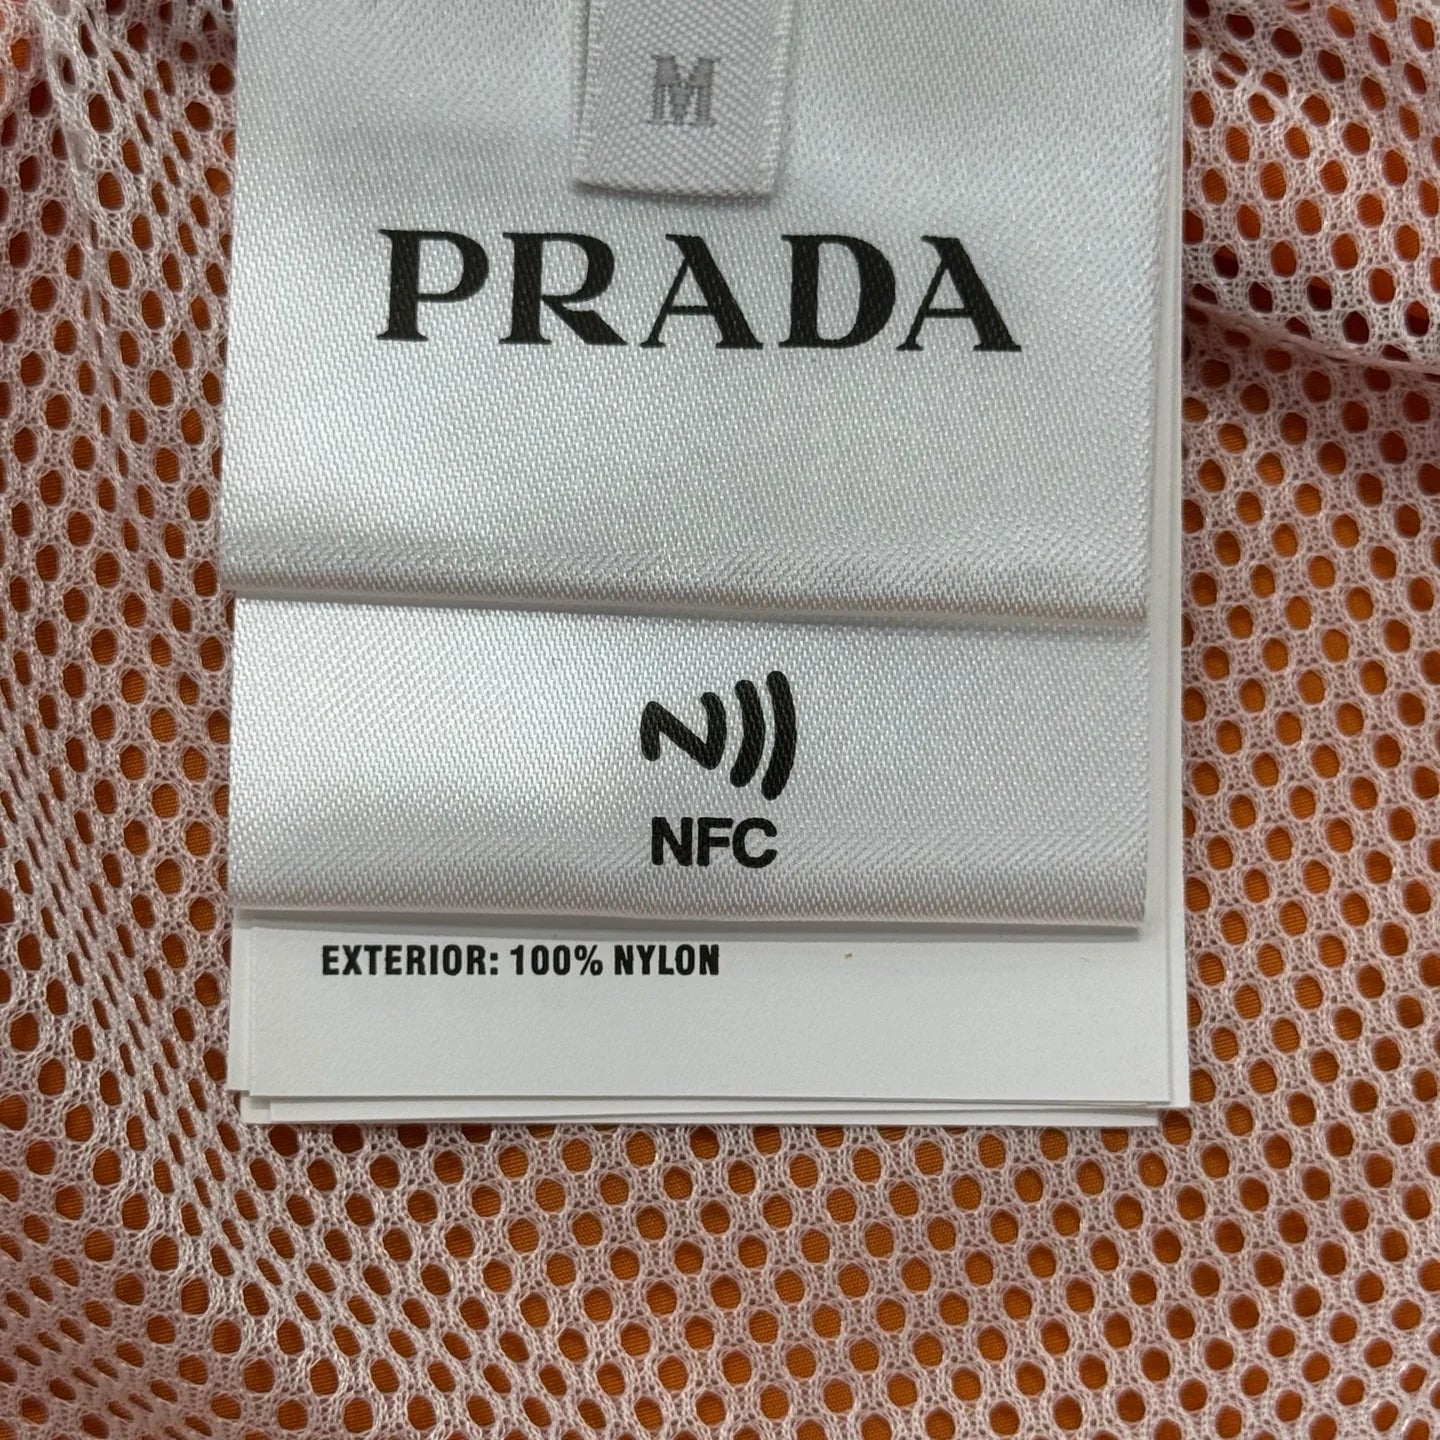 M
PRADA
NFC
EXTERIOR: 100% NYLON